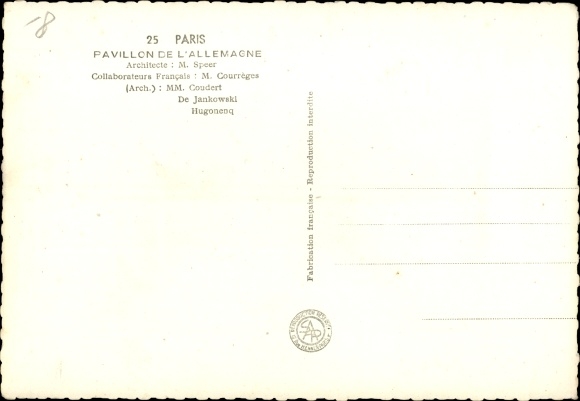 -8
25 PARIS
PAVILLON DE L'ALLEMAGNE
Architecte : M. Speer
Collaborateurs Français : M. Courrèges
(Arch.) : MM. Coudert
De Jankowski
Hugonenq
Fabrication française - Reproduction interdite